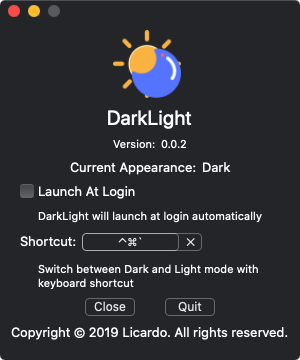 DarkLight
Version: 0.0.2
Current Appearance: Dark
Launch At Login
DarkLight will launch at login automatically
Shortcut: ^⌘` ✕
Switch between Dark and Light mode with
keyboard shortcut
Close Quit
Copyright © 2019 Licardo. All rights reserved.